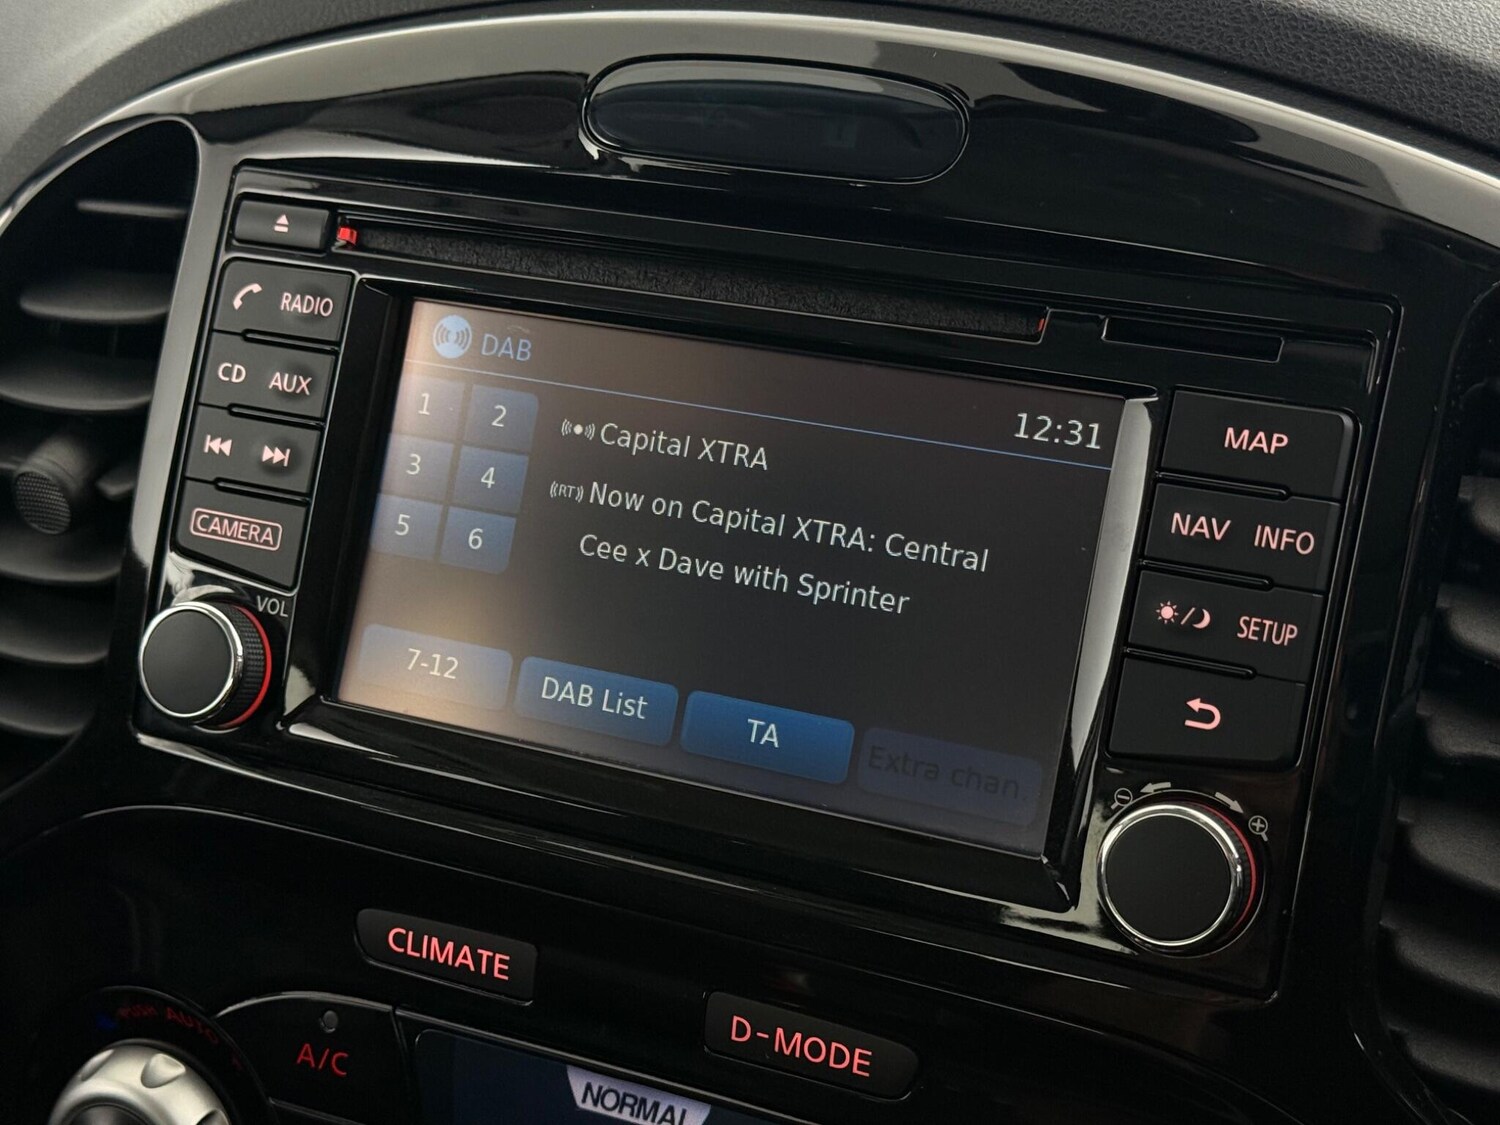 RADIO
CD AUX
CAMERA
VOL
DAB
12:31
1 2
3 4
5 6
Capital XTRA
RT Now on Capital XTRA: Central
Cee x Dave with Sprinter
7-12
DAB List
TA
Extra chan.
MAP
NAV INFO
SETUP
CLIMATE
D-MODE
AUTO
A/C
NORMAL